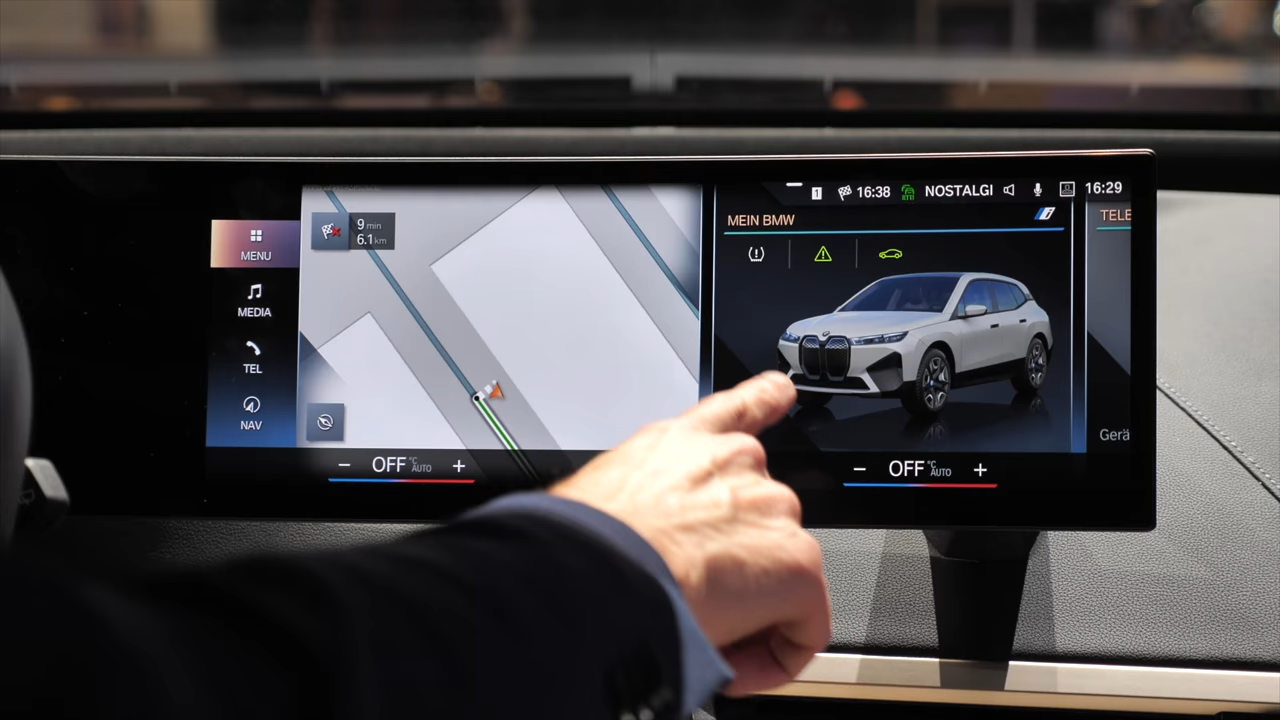 1 16:38 NOSTALGI 16:29
MENU
MEDIA
TEL
NAV
9 min
6.1 km
MEIN BMW
TELE
Gerä
− OFF °C AUTO +
− OFF °C AUTO +